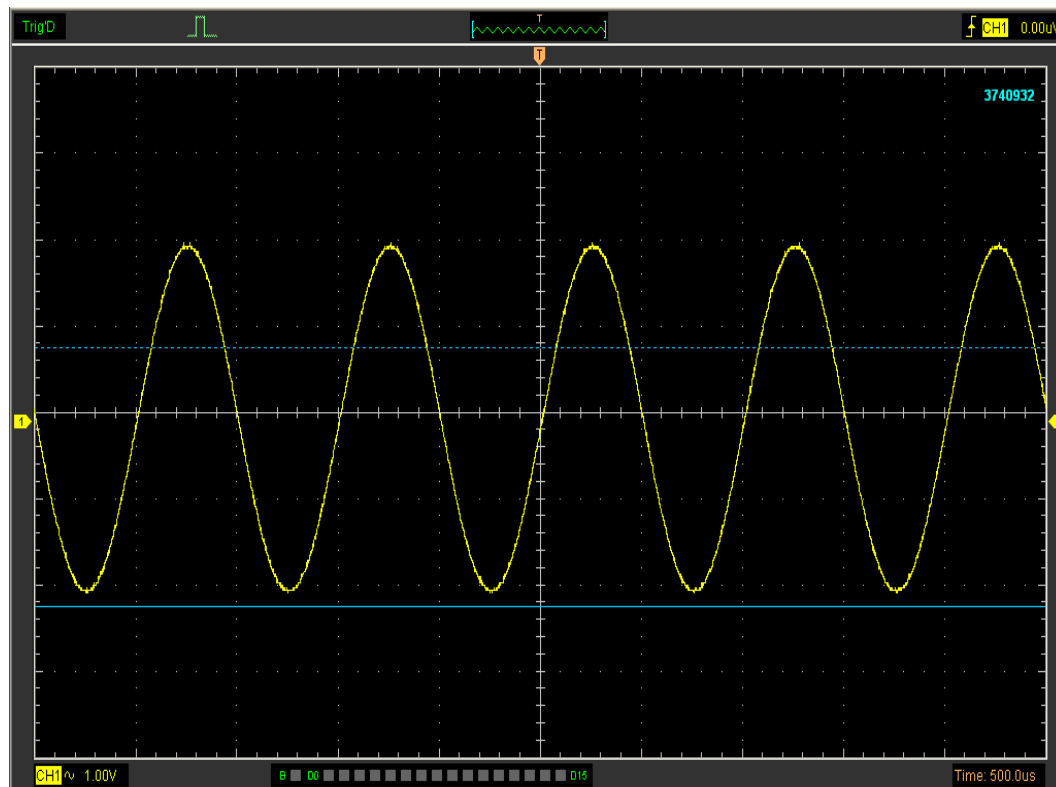 Trig'D
T
CH1 0.00uV
T
3740932
1
CH1 1.00V
B D0 D15
Time: 500.0us